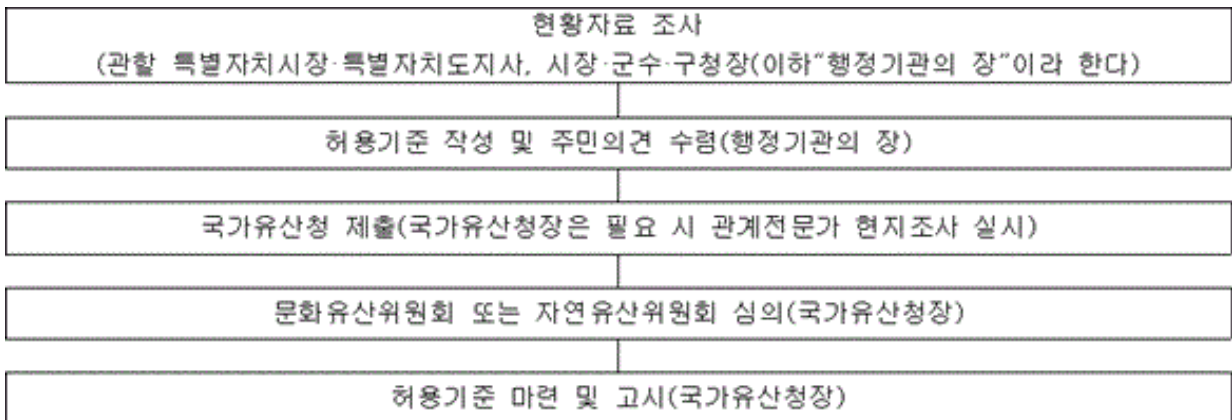 현황자료 조사
(관할 특별자치시장·특별자치도지사, 시장·군수·구청장(이하"행정기관의 장"이라 한다)
허용기준 작성 및 주민의견 수렴(행정기관의 장)
국가유산청 제출(국가유산청장은 필요 시 관계전문가 현지조사 실시)
문화유산위원회 또는 자연유산위원회 심의(국가유산청장)
허용기준 마련 및 고시(국가유산청장)